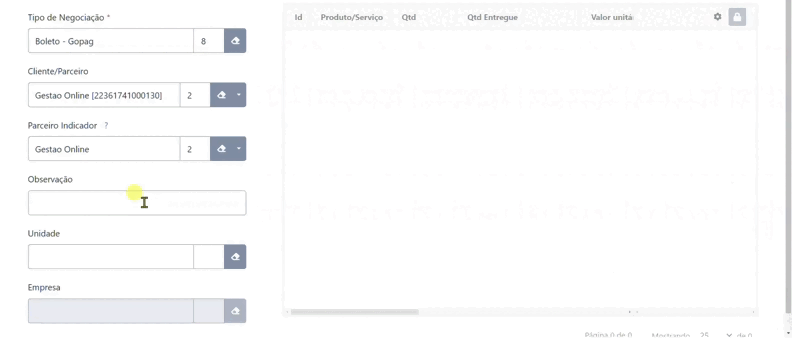 Tipo de Negociação *
Boleto - Gopag 8
Cliente/Parceiro
Gestao Online [22361741000130] 2
Parceiro Indicador ?
Gestao Online 2
Observação
Unidade
Empresa
Id Produto/Serviço Qtd Qtd Entregue Valor unitá
Página 0 de 0 Mostrando 25 de 0